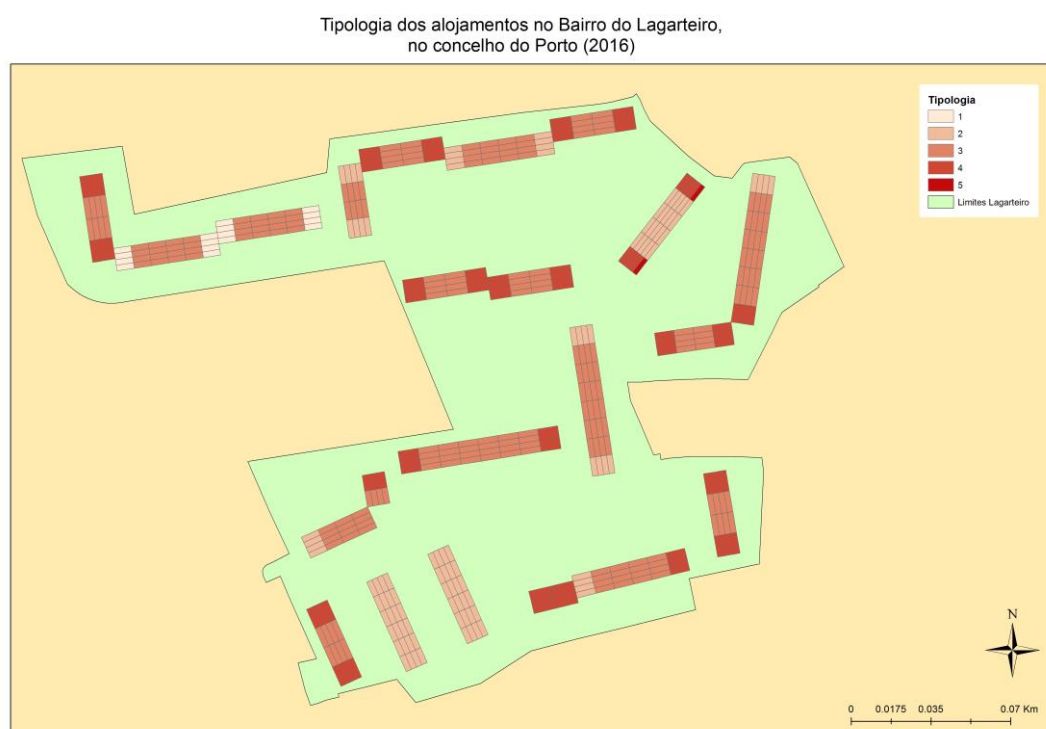 Tipologia dos alojamentos no Bairro do Lagarteiro,
no concelho do Porto (2016)
Tipologia
1
2
3
4
5
Limites Lagarteiro
N
0 0.0175 0.035 0.07 Km